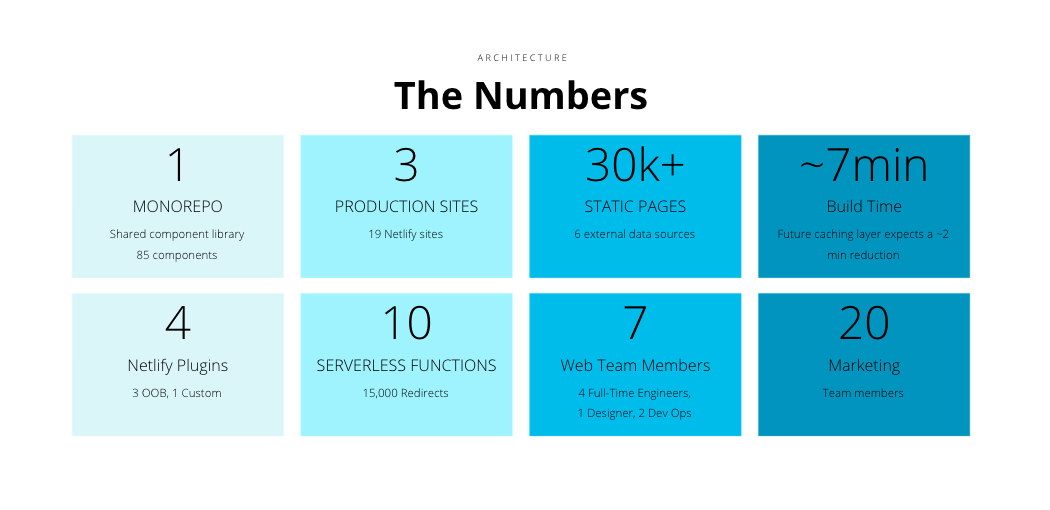 ARCHITECTURE
The Numbers
1
MONOREPO
Shared component library
85 components
3
PRODUCTION SITES
19 Netlify sites
30k+
STATIC PAGES
6 external data sources
~7min
Build Time
Future caching layer expects a ~2
min reduction
4
Netlify Plugins
3 OOB, 1 Custom
10
SERVERLESS FUNCTIONS
15,000 Redirects
7
Web Team Members
4 Full-Time Engineers,
1 Designer, 2 Dev Ops
20
Marketing
Team members